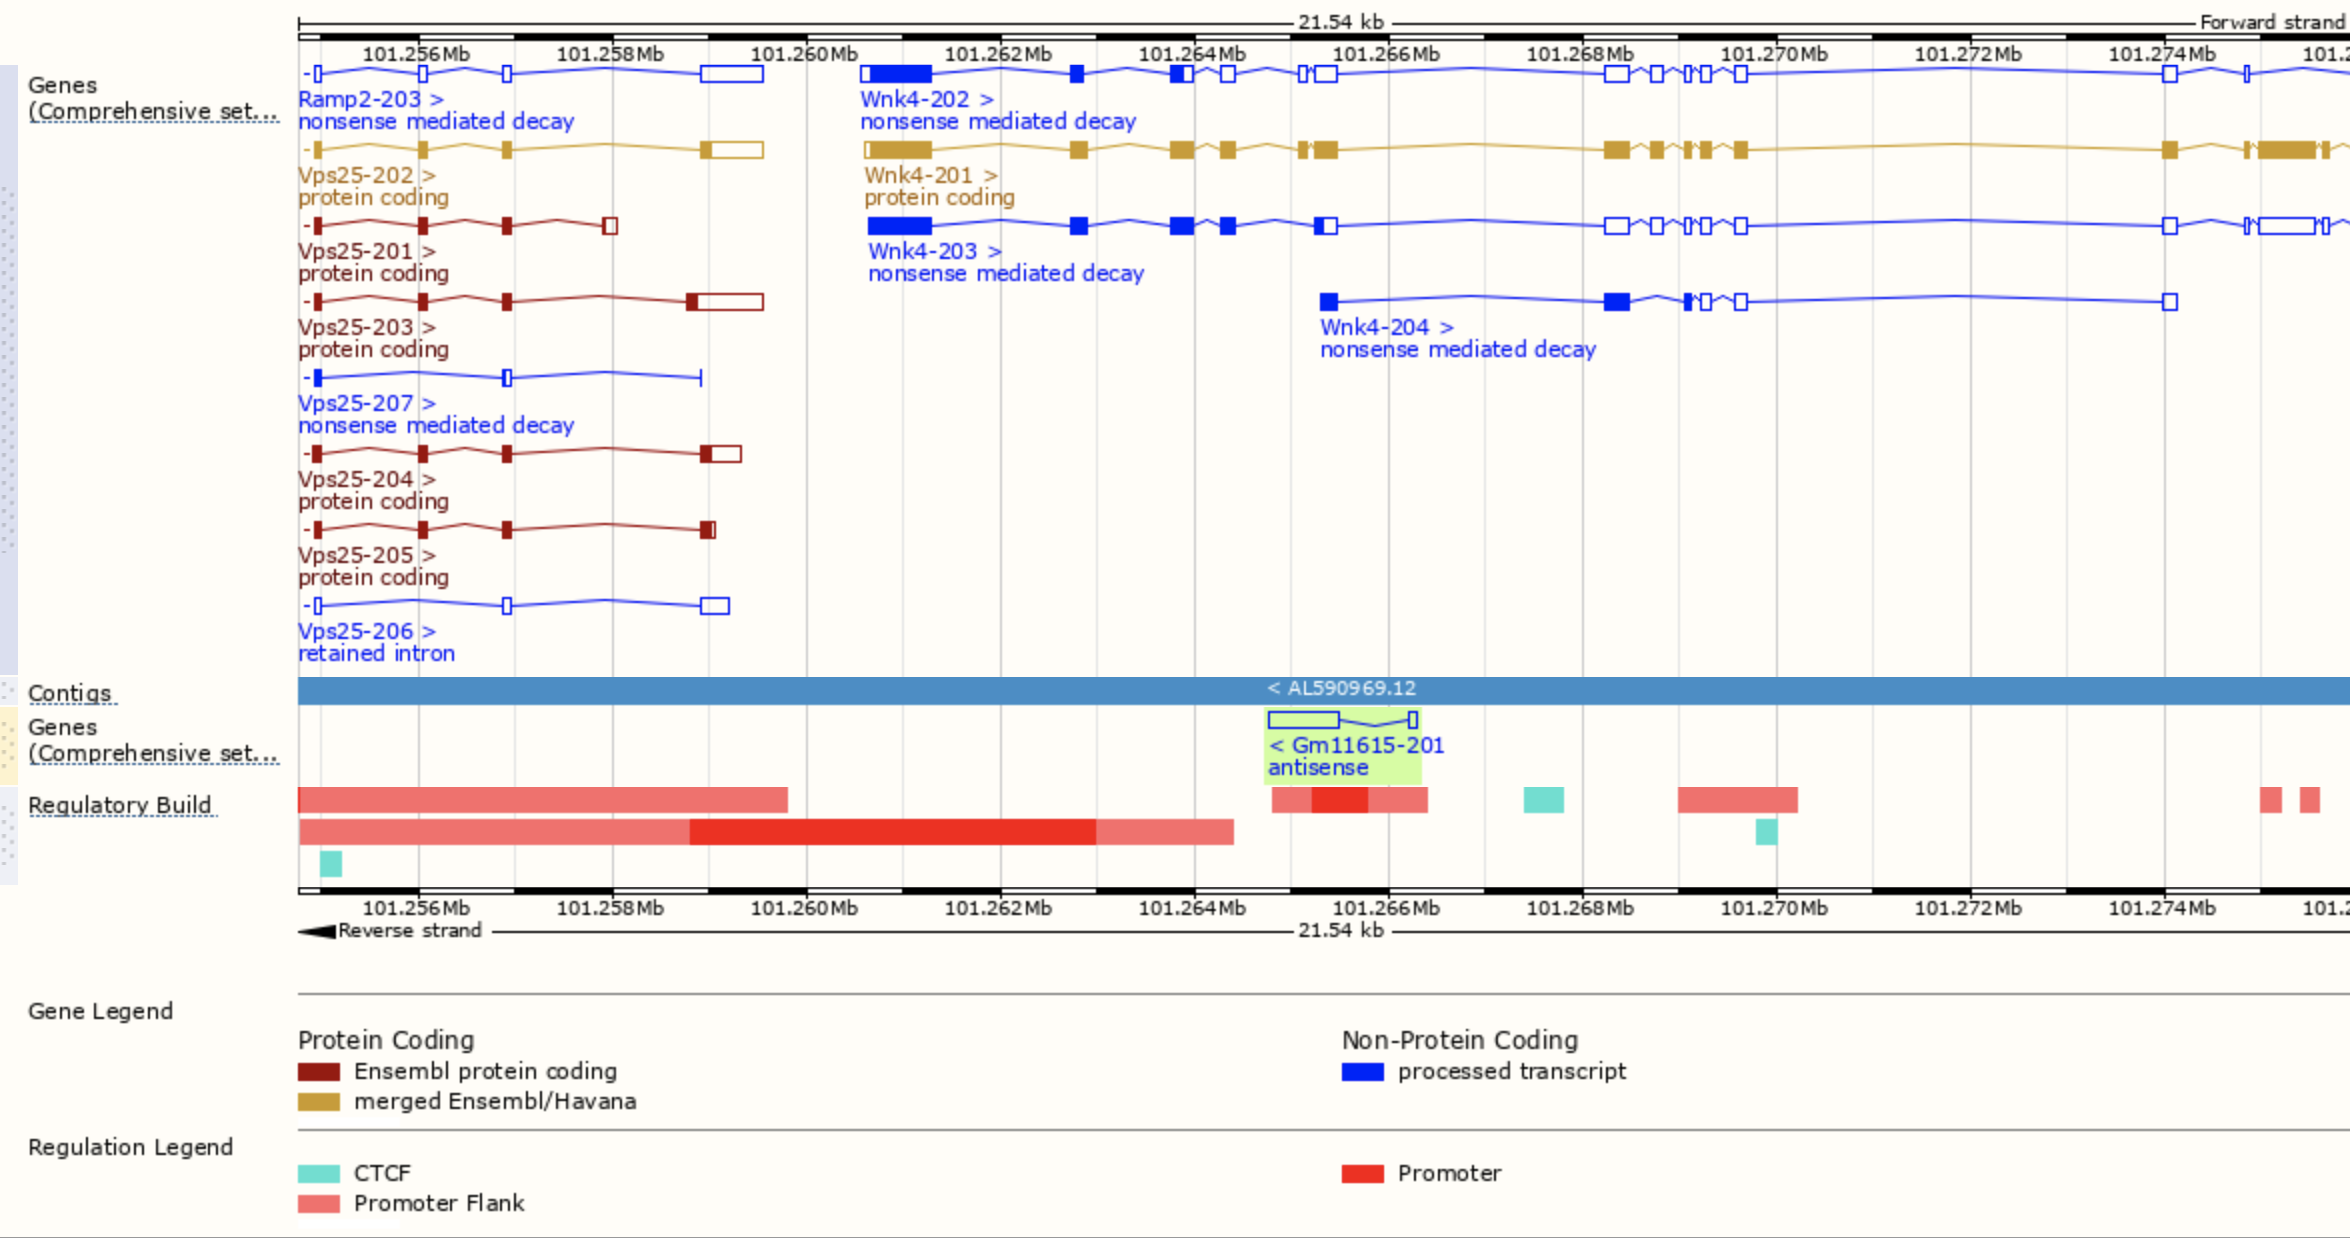 21.54 kb Forward strand
101.256Mb 101.258Mb 101.260Mb 101.262Mb 101.264Mb 101.266Mb 101.268Mb 101.270Mb 101.272Mb 101.274Mb 101.2
Genes
(Comprehensive set...
Ramp2-203 > Wnk4-202 >
nonsense mediated decay nonsense mediated decay
Vps25-202 > Wnk4-201 >
protein coding protein coding
Vps25-201 > Wnk4-203 >
protein coding nonsense mediated decay
Vps25-203 > Wnk4-204 >
protein coding nonsense mediated decay
Vps25-207 >
nonsense mediated decay
Vps25-204 >
protein coding
Vps25-205 >
protein coding
Vps25-206 >
retained intron
Contigs < AL590969.12
Genes
(Comprehensive set...
< Gm11615-201
antisense
Regulatory Build
101.256Mb 101.258Mb 101.260Mb 101.262Mb 101.264Mb 101.266Mb 101.268Mb 101.270Mb 101.272Mb 101.274Mb 101.2
Reverse strand 21.54 kb
Gene Legend
Protein Coding Non-Protein Coding
Ensembl protein coding processed transcript
merged Ensembl/Havana
Regulation Legend
CTCF Promoter
Promoter Flank